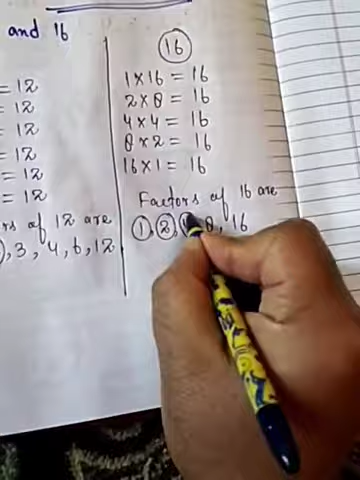 and 16
= 12
= 12
= 12
= 12
= 12
= 12
rs of 12 are
, 3, 4, 6, 12
16
1 × 16 = 16
2 × 8 = 16
4 × 4 = 16
8 × 2 = 16
16 × 1 = 16
Factors of 16 are
1, 2, 8, 16